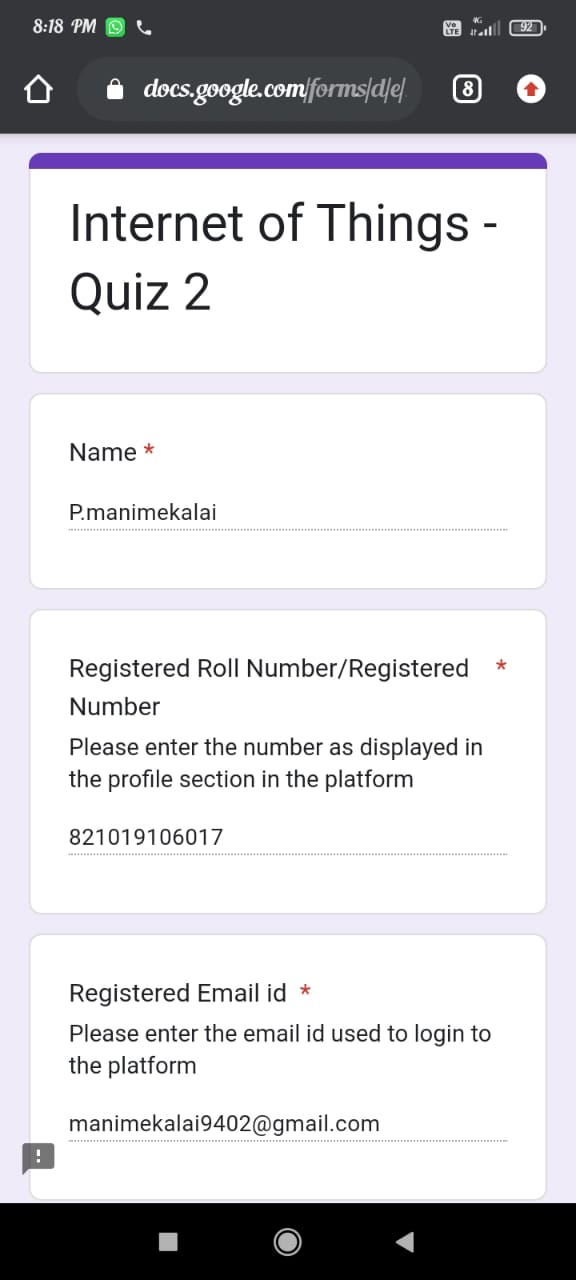 8:18 PM
Vo LTE
4G
92
docs.google.com/forms/d/e/
8
Internet of Things -
Quiz 2
Name *
P.manimekalai
Registered Roll Number/Registered *
Number
Please enter the number as displayed in
the profile section in the platform
821019106017
Registered Email id *
Please enter the email id used to login to
the platform
manimekalai9402@gmail.com